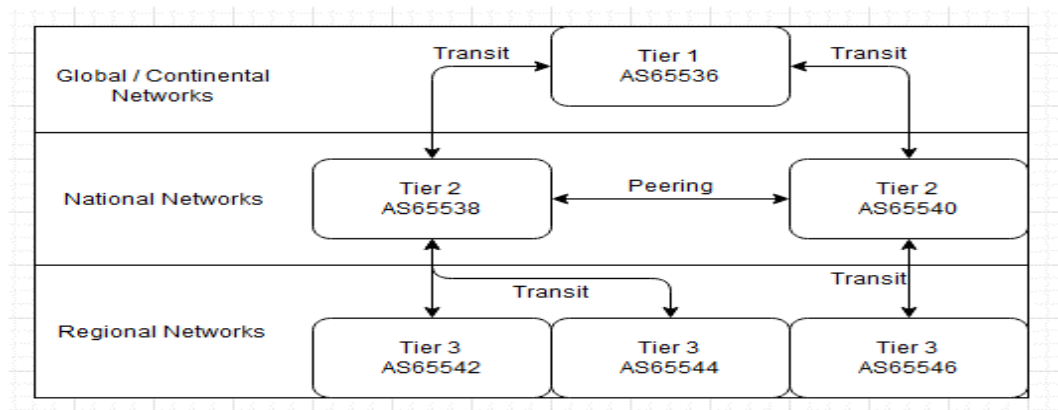 Transit
Tier 1
AS65536
Transit
Global / Continental
Networks
National Networks
Tier 2
AS65538
Peering
Tier 2
AS65540
Transit
Transit
Regional Networks
Tier 3
AS65542
Tier 3
AS65544
Tier 3
AS65546